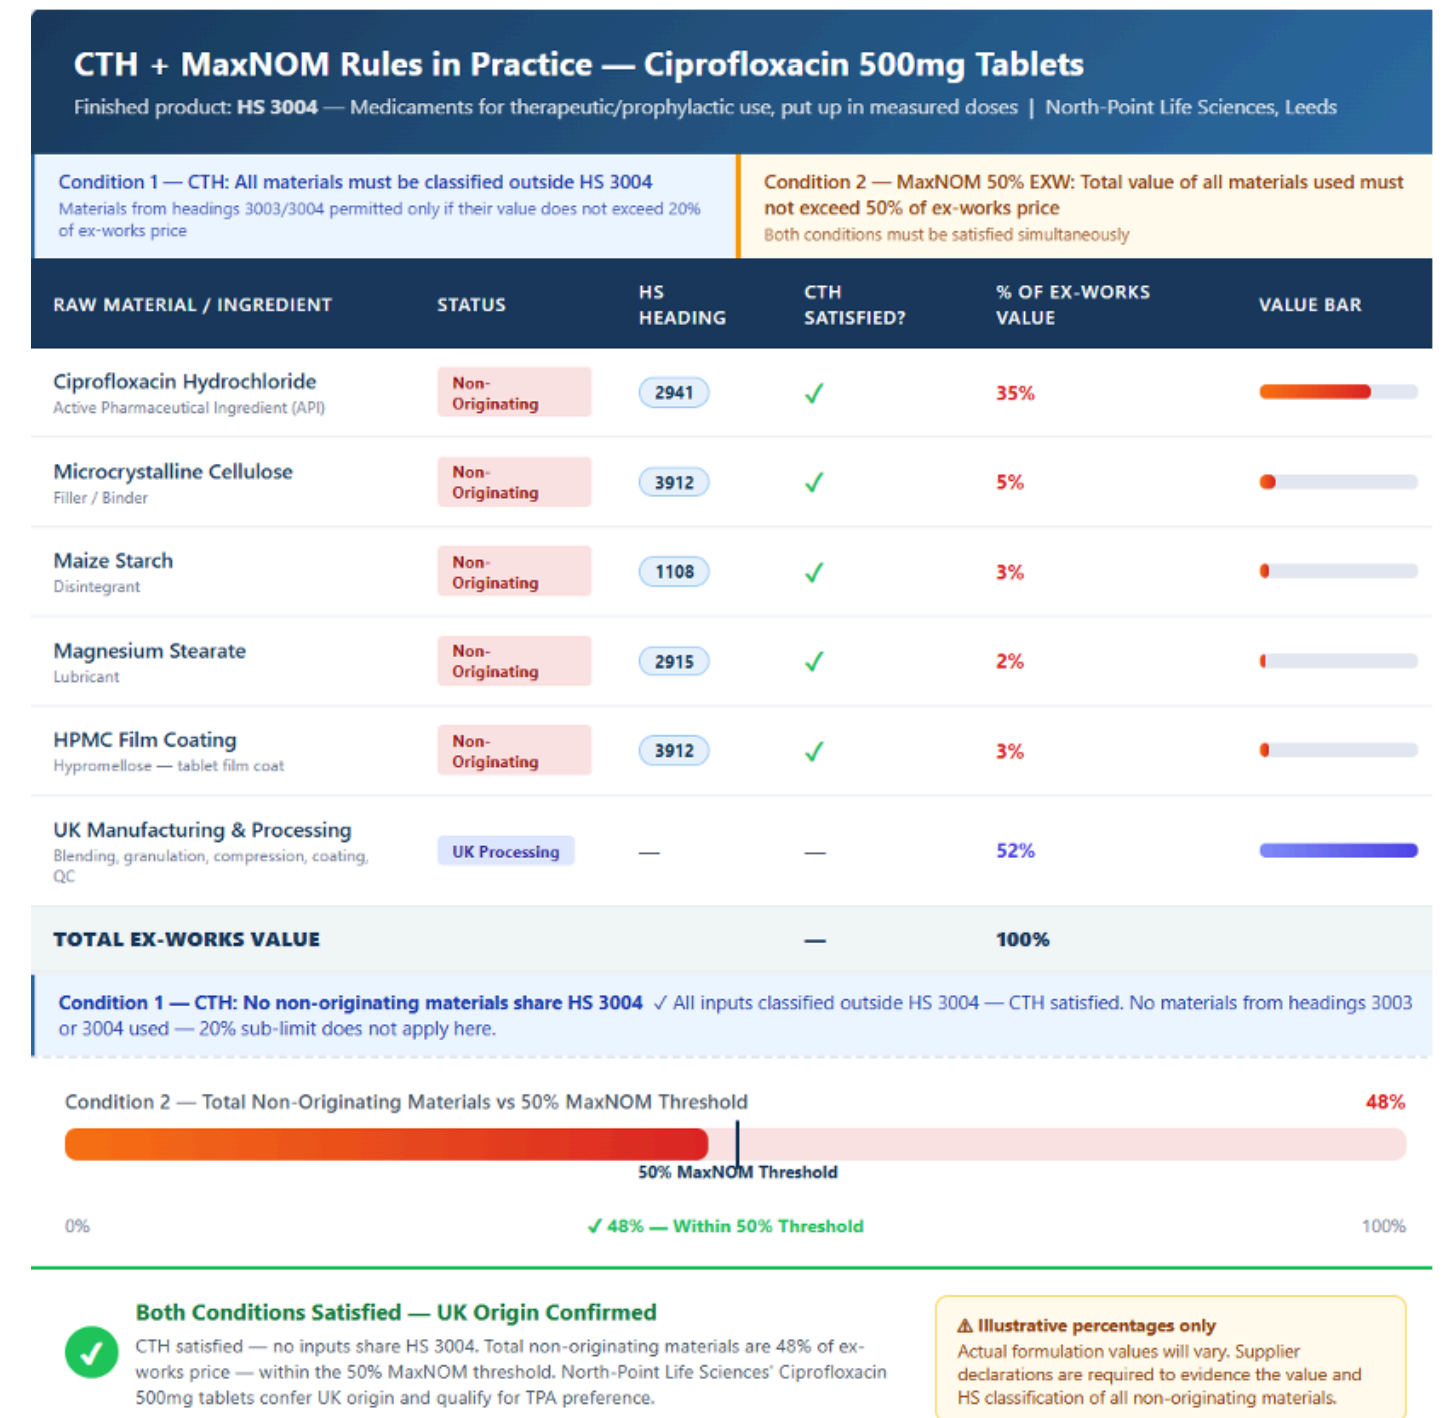 CTH + MaxNOM Rules in Practice — Ciprofloxacin 500mg Tablets
Finished product: HS 3004 — Medicaments for therapeutic/prophylactic use, put up in measured doses | North-Point Life Sciences, Leeds
Condition 1 — CTH: All materials must be classified outside HS 3004
Materials from headings 3003/3004 permitted only if their value does not exceed 20%
of ex-works price
Condition 2 — MaxNOM 50% EXW: Total value of all materials used must
not exceed 50% of ex-works price
Both conditions must be satisfied simultaneously
RAW MATERIAL / INGREDIENT
STATUS
HS
HEADING
CTH
SATISFIED?
% OF EX-WORKS
VALUE
VALUE BAR
Ciprofloxacin Hydrochloride
Active Pharmaceutical Ingredient (API)
Non-
Originating
2941
✓
35%
Microcrystalline Cellulose
Filler / Binder
Non-
Originating
3912
✓
5%
Maize Starch
Disintegrant
Non-
Originating
1108
✓
3%
Magnesium Stearate
Lubricant
Non-
Originating
2915
✓
2%
HPMC Film Coating
Hypromellose — tablet film coat
Non-
Originating
3912
✓
3%
UK Manufacturing & Processing
Blending, granulation, compression, coating,
QC
UK Processing
—
—
52%
TOTAL EX-WORKS VALUE
—
100%
Condition 1 — CTH: No non-originating materials share HS 3004 ✓ All inputs classified outside HS 3004 — CTH satisfied. No materials from headings 3003
or 3004 used — 20% sub-limit does not apply here.
Condition 2 — Total Non-Originating Materials vs 50% MaxNOM Threshold
48%
50% MaxNOM Threshold
0%
✓ 48% — Within 50% Threshold
100%
Both Conditions Satisfied — UK Origin Confirmed
CTH satisfied — no inputs share HS 3004. Total non-originating materials are 48% of ex-
works price — within the 50% MaxNOM threshold. North-Point Life Sciences' Ciprofloxacin
500mg tablets confer UK origin and qualify for TPA preference.
⚠ Illustrative percentages only
Actual formulation values will vary. Supplier
declarations are required to evidence the value and
HS classification of all non-originating materials.